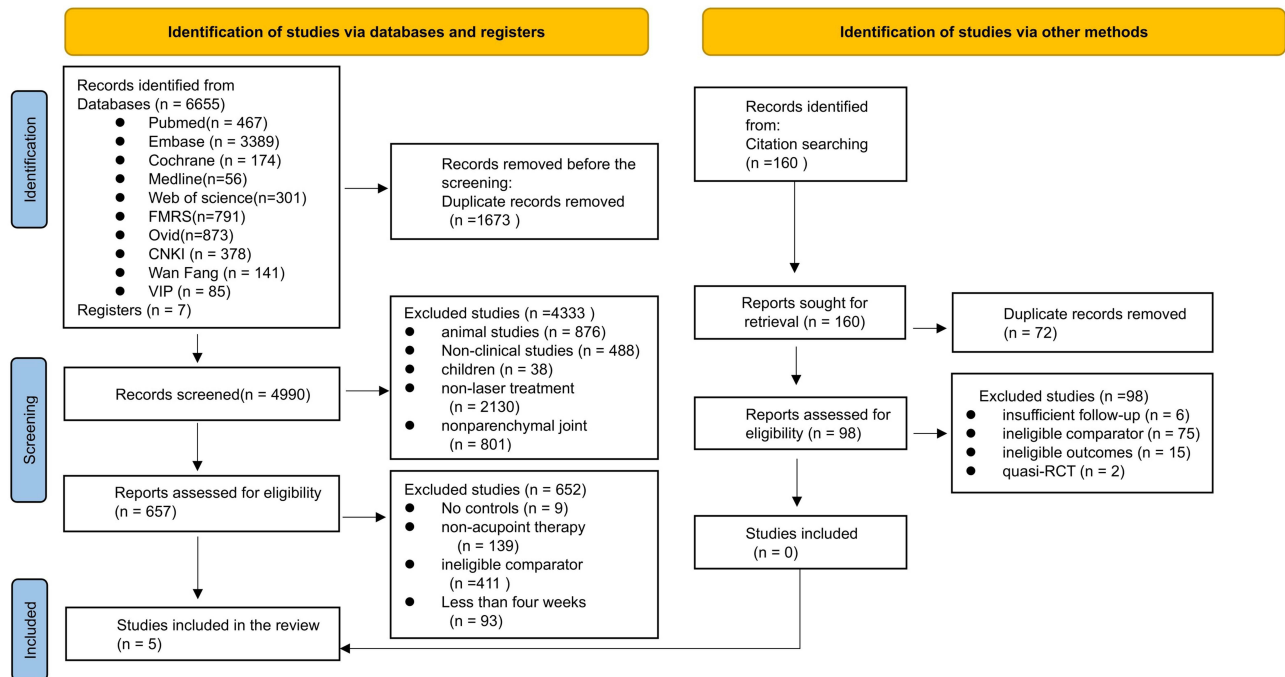 Identification of studies via databases and registers
Identification of studies via other methods
Identification
Records identified from
Databases (n = 6655)
● Pubmed(n = 467)
● Embase (n = 3389)
● Cochrane (n = 174)
● Medline(n=56)
● Web of science(n=301)
● FMRS(n=791)
● Ovid(n=873)
● CNKI (n = 378)
● Wan Fang (n = 141)
● VIP (n = 85)
Registers (n = 7)
Records removed before the
screening:
Duplicate records removed
(n =1673 )
Records identified
from:
Citation searching
(n =160 )
Screening
Records screened(n = 4990)
Excluded studies (n =4333 )
● animal studies (n = 876)
● Non-clinical studies (n = 488)
● children (n = 38)
● non-laser treatment
(n = 2130)
● nonparenchymal joint
(n = 801)
Reports sought for
retrieval (n = 160)
Duplicate records removed
(n = 72)
Reports assessed for eligibility
(n = 657)
Excluded studies (n = 652)
● No controls (n = 9)
● non-acupoint therapy
(n = 139)
● ineligible comparator
(n =411 )
● Less than four weeks
(n = 93)
Reports assessed for
eligibility (n = 98)
Excluded studies (n =98)
● insufficient follow-up (n = 6)
● ineligible comparator (n = 75)
● ineligible outcomes (n = 15)
● quasi-RCT (n = 2)
Studies included
(n = 0)
Included
Studies included in the review
(n = 5)